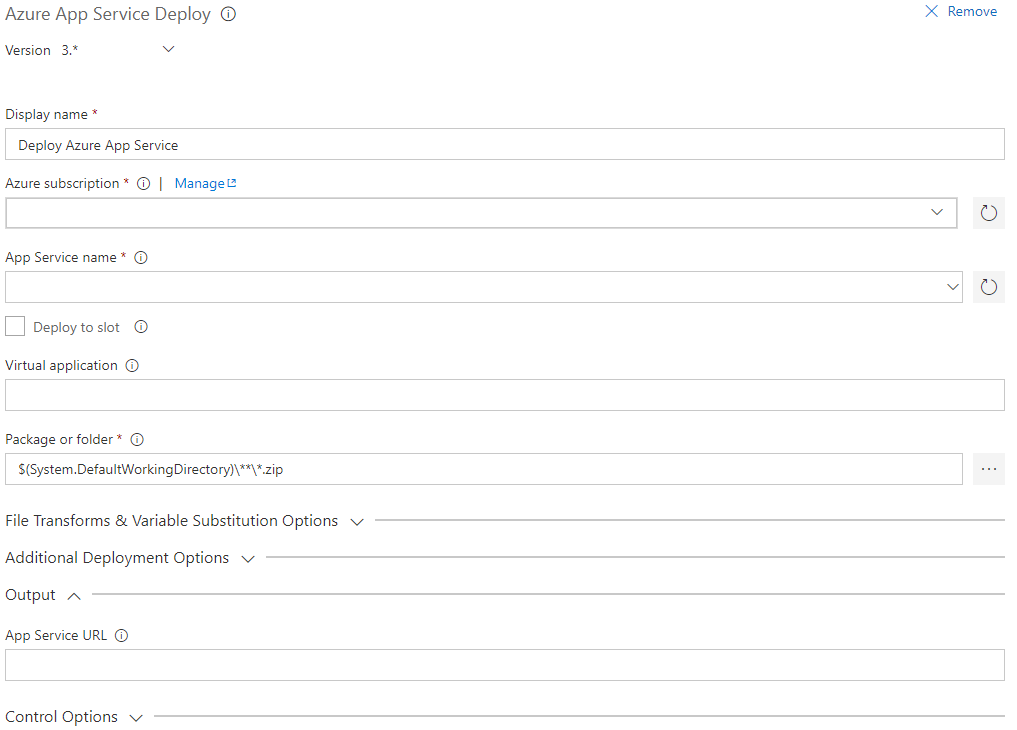 Azure App Service Deploy
Remove
Version 3.*
Display name *
Deploy Azure App Service
Azure subscription * | Manage
App Service name *
Deploy to slot
Virtual application
Package or folder *
$(System.DefaultWorkingDirectory)\**\*.zip
File Transforms & Variable Substitution Options
Additional Deployment Options
Output
App Service URL
Control Options